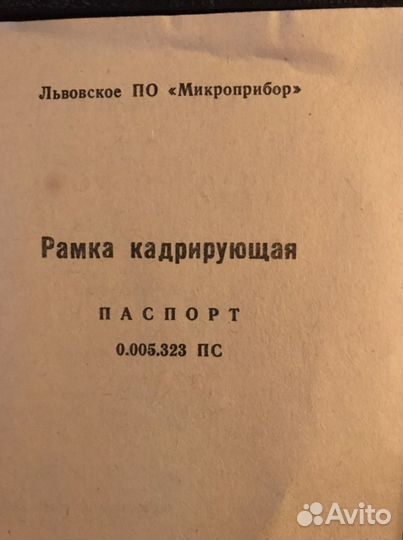 Львовское ПО «Микроприбор»
Рамка кадрирующая
ПАСПОРТ
0.005.323 ПС
Avito